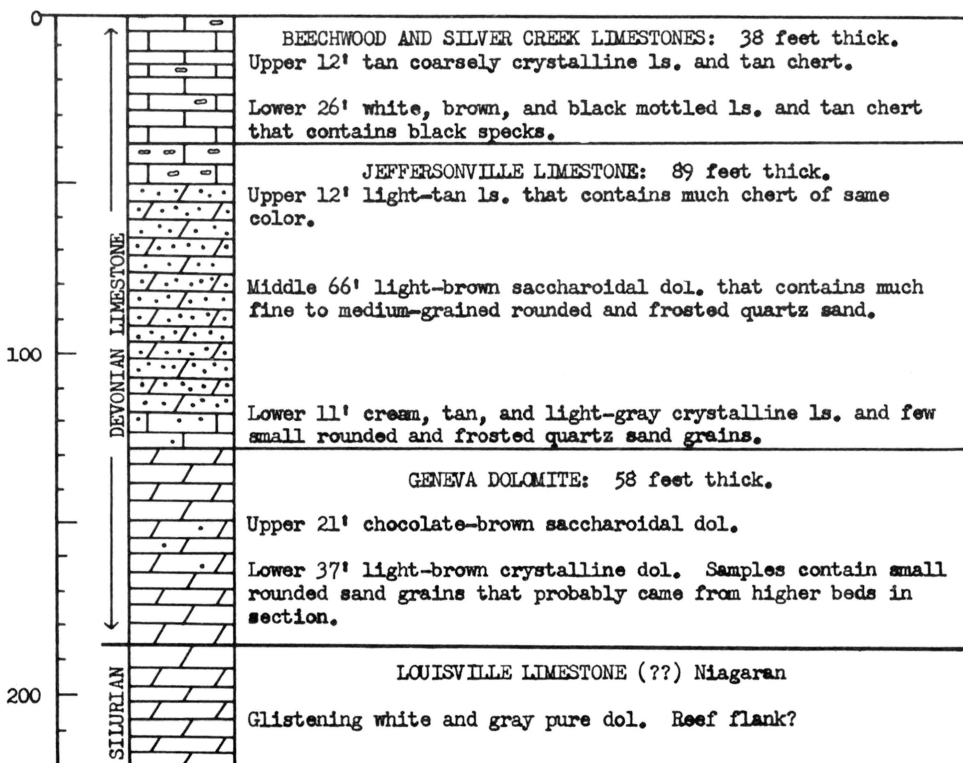 0
100
200
DEVONIAN LIMESTONE
SILURIAN
BEECHWOOD AND SILVER CREEK LIMESTONES: 38 feet thick.
Upper 12' tan coarsely crystalline ls. and tan chert.
Lower 26' white, brown, and black mottled ls. and tan chert
that contains black specks.
JEFFERSONVILLE LIMESTONE: 89 feet thick.
Upper 12' light-tan ls. that contains much chert of same
color.
Middle 66' light-brown saccharoidal dol. that contains much
fine to medium-grained rounded and frosted quartz sand.
Lower 11' cream, tan, and light-gray crystalline ls. and few
small rounded and frosted quartz sand grains.
GENEVA DOLOMITE: 58 feet thick.
Upper 21' chocolate-brown saccharoidal dol.
Lower 37' light-brown crystalline dol. Samples contain small
rounded sand grains that probably came from higher beds in
section.
LOUISVILLE LIMESTONE (??) Niagaran
Glistening white and gray pure dol. Reef flank?